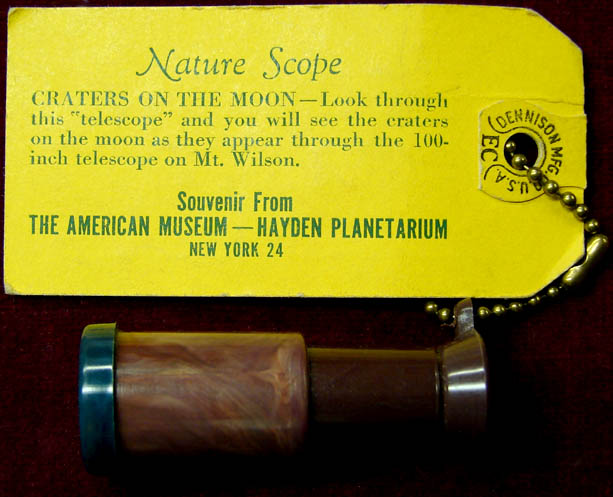 Nature Scope
CRATERS ON THE MOON—Look through
this "telescope" and you will see the craters
on the moon as they appear through the 100-
inch telescope on Mt. Wilson.
Souvenir From
THE AMERICAN MUSEUM — HAYDEN PLANETARIUM
NEW YORK 24
DENNISON MFG.
EC
U.S.A.